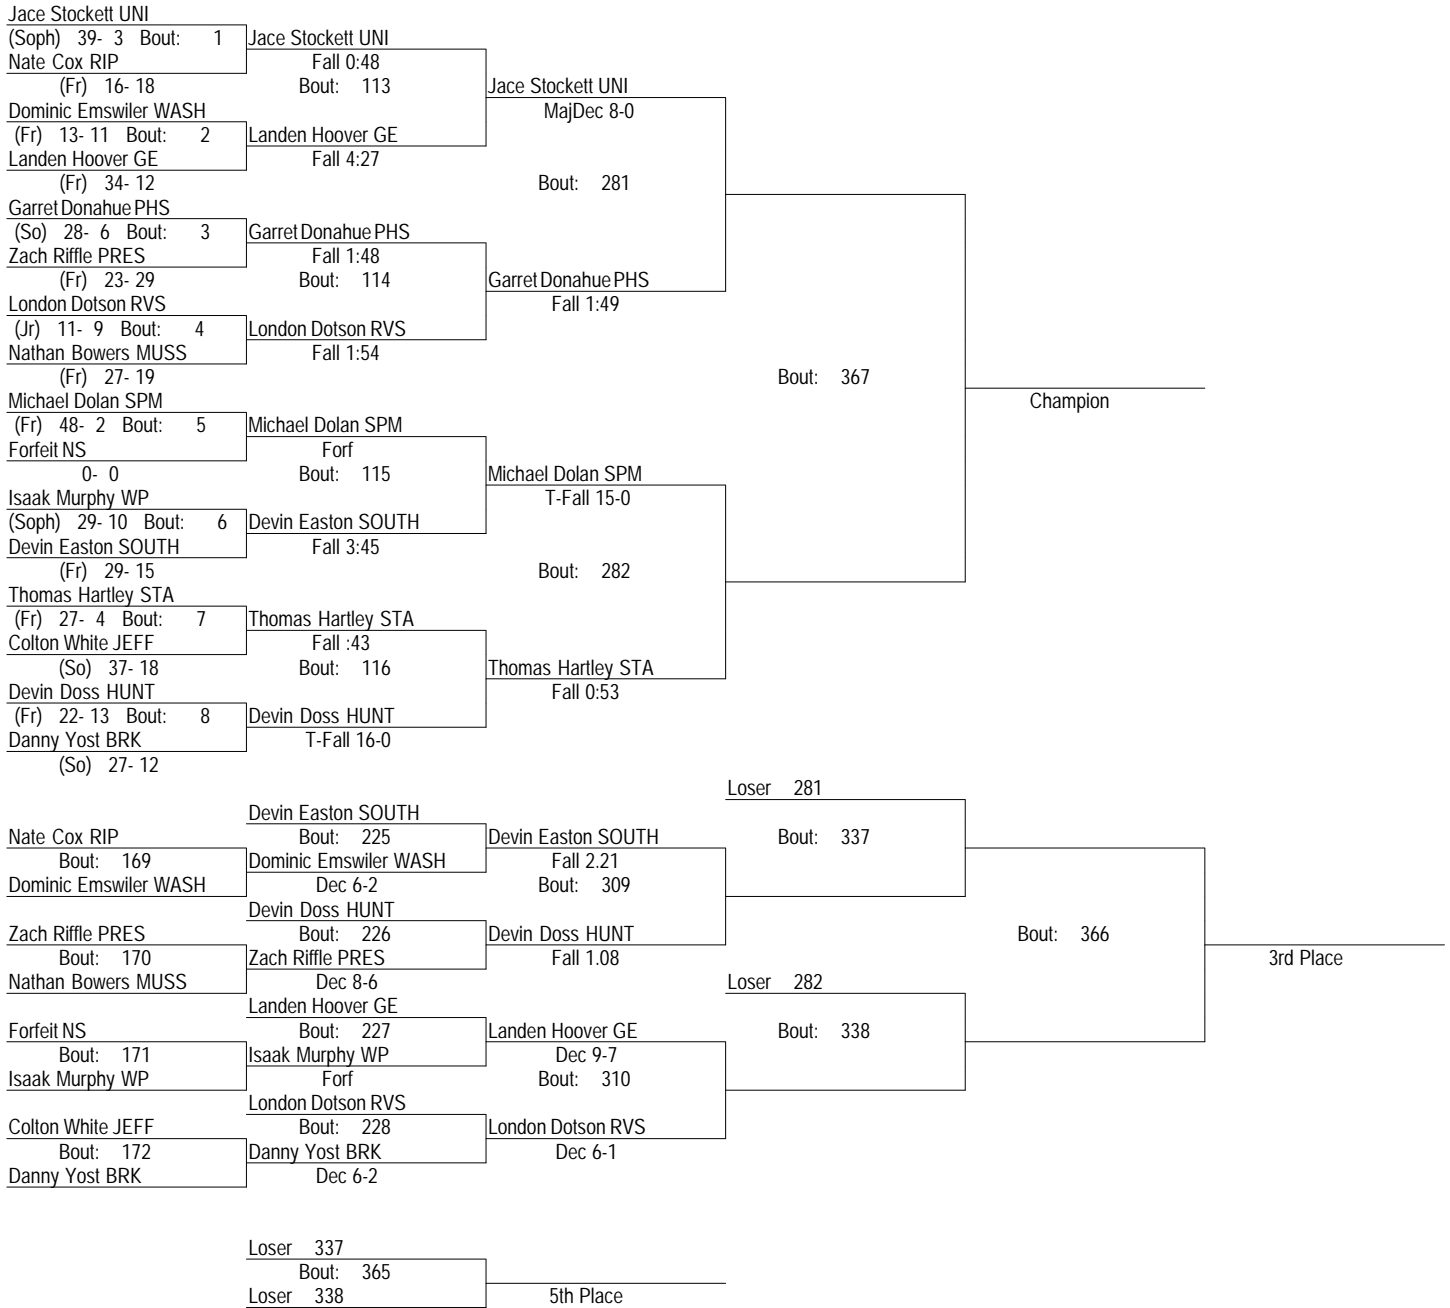 Jace Stockett UNI
(Soph) 39- 3 Bout: 1 Jace Stockett UNI
Nate Cox RIP Fall 0:48
(Fr) 16- 18 Bout: 113 Jace Stockett UNI
Dominic Emswiler WASH MajDec 8-0
(Fr) 13- 11 Bout: 2 Landen Hoover GE
Landen Hoover GE Fall 4:27
(Fr) 34- 12 Bout: 281
Garret Donahue PHS
(So) 28- 6 Bout: 3 Garret Donahue PHS
Zach Riffle PRES Fall 1:48
(Fr) 23- 29 Bout: 114 Garret Donahue PHS
London Dotson RVS Fall 1:49
(Jr) 11- 9 Bout: 4 London Dotson RVS
Nathan Bowers MUSS Fall 1:54
(Fr) 27- 19 Bout: 367
Michael Dolan SPM Champion
(Fr) 48- 2 Bout: 5 Michael Dolan SPM
Forfeit NS Forf
0- 0 Bout: 115 Michael Dolan SPM
Isaak Murphy WP T-Fall 15-0
(Soph) 29- 10 Bout: 6 Devin Easton SOUTH
Devin Easton SOUTH Fall 3:45
(Fr) 29- 15 Bout: 282
Thomas Hartley STA
(Fr) 27- 4 Bout: 7 Thomas Hartley STA
Colton White JEFF Fall :43
(So) 37- 18 Bout: 116 Thomas Hartley STA
Devin Doss HUNT Fall 0:53
(Fr) 22- 13 Bout: 8 Devin Doss HUNT
Danny Yost BRK T-Fall 16-0
(So) 27- 12
Loser 281
Devin Easton SOUTH
Nate Cox RIP Bout: 225 Devin Easton SOUTH Bout: 337
Bout: 169 Dominic Emswiler WASH Fall 2.21
Dominic Emswiler WASH Dec 6-2 Bout: 309
Devin Doss HUNT
Zach Riffle PRES Bout: 226 Devin Doss HUNT Bout: 366
Bout: 170 Zach Riffle PRES Fall 1.08 3rd Place
Nathan Bowers MUSS Dec 8-6 Loser 282
Landen Hoover GE
Forfeit NS Bout: 227 Landen Hoover GE Bout: 338
Bout: 171 Isaak Murphy WP Dec 9-7
Isaak Murphy WP Forf Bout: 310
London Dotson RVS
Colton White JEFF Bout: 228 London Dotson RVS
Bout: 172 Danny Yost BRK Dec 6-1
Danny Yost BRK Dec 6-2
Loser 337
Bout: 365
Loser 338 5th Place